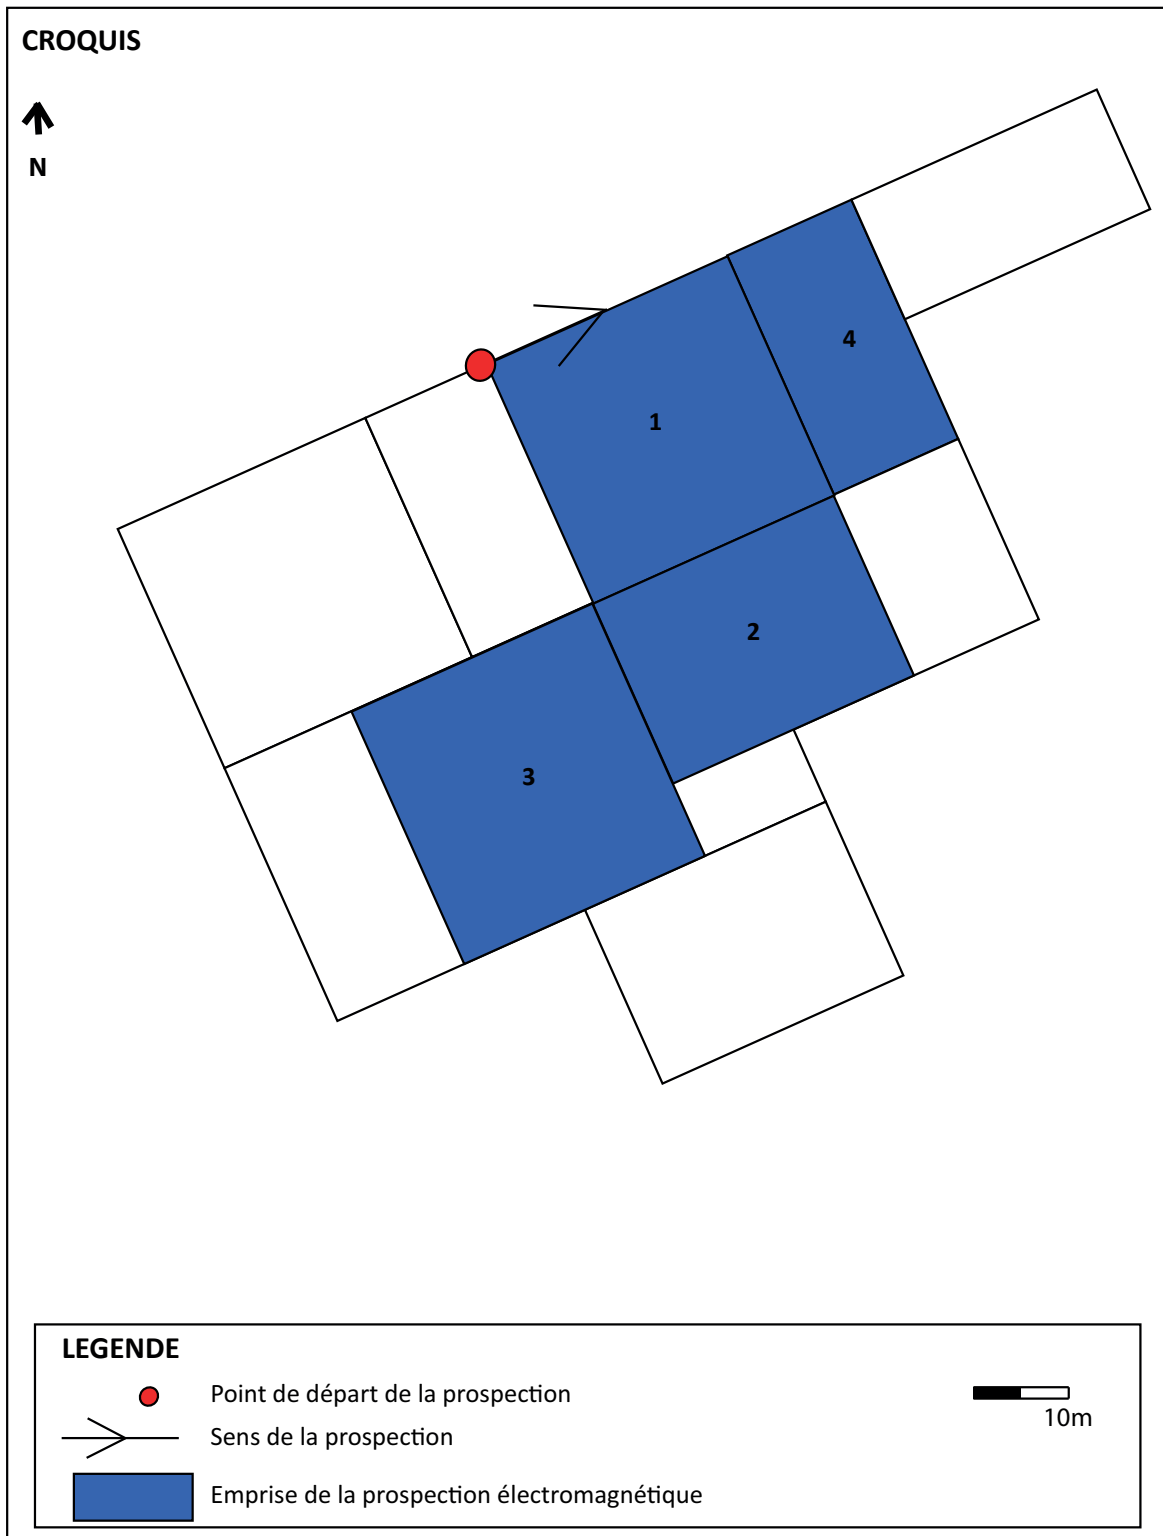 CROQUIS
N
4
1
2
3
LEGENDE
Point de départ de la prospection
10m
Sens de la prospection
Emprise de la prospection électromagnétique